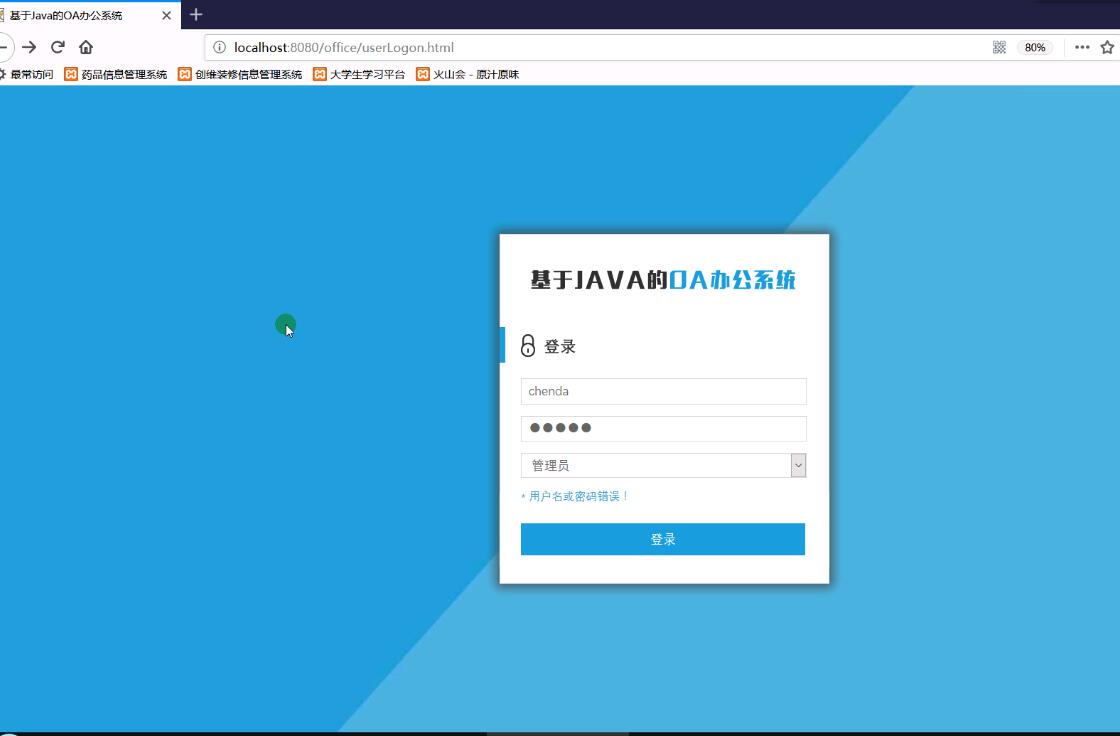 基于Java的OA办公系统
localhost:8080/office/userLogon.html
80%
最常访问 药品信息管理系统 创维装修信息管理系统 大学生学习平台 火山会 - 原汁原味
基于JAVA的OA办公系统
登录
chenda
●●●●●
管理员
* 用户名或密码错误！
登录